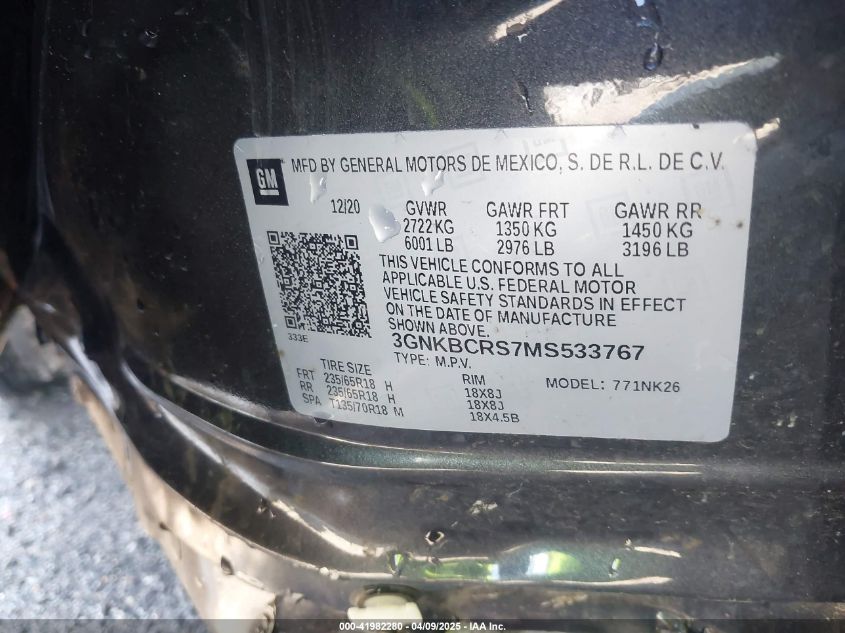 GM
MFD BY GENERAL MOTORS DE MEXICO, S. DE R.L. DE C.V.
12/20 GVWR GAWR FRT GAWR RR
2722 KG 1350 KG 1450 KG
6001 LB 2976 LB 3196 LB
THIS VEHICLE CONFORMS TO ALL
APPLICABLE U.S. FEDERAL MOTOR
VEHICLE SAFETY STANDARDS IN EFFECT
ON THE DATE OF MANUFACTURE
SHOWN ABOVE.
333E
3GNKBCRS7MS533767
TYPE: M.P.V.
TIRE SIZE RIM MODEL: 771NK26
FRT 235/65R18 H 18X8J
RR 235/65R18 H 18X8J
SPA T135/70R18 M 18X4.5B
000-41982280 - 04/09/2025 - IAA Inc.